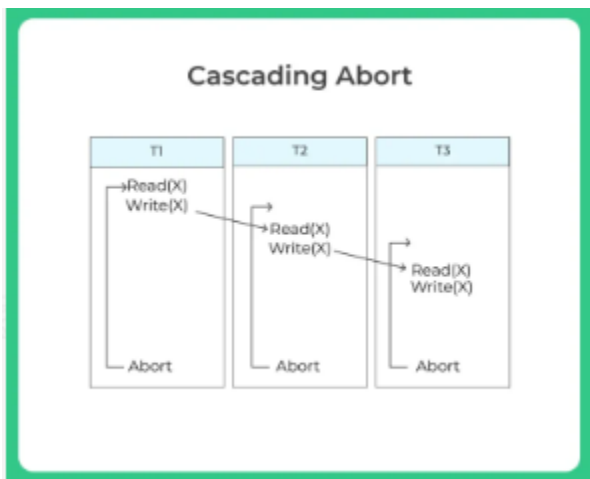 Cascading Abort
T1 T2 T3
Read(X)
Write(X)
Read(X)
Write(X)
Read(X)
Write(X)
Abort Abort Abort